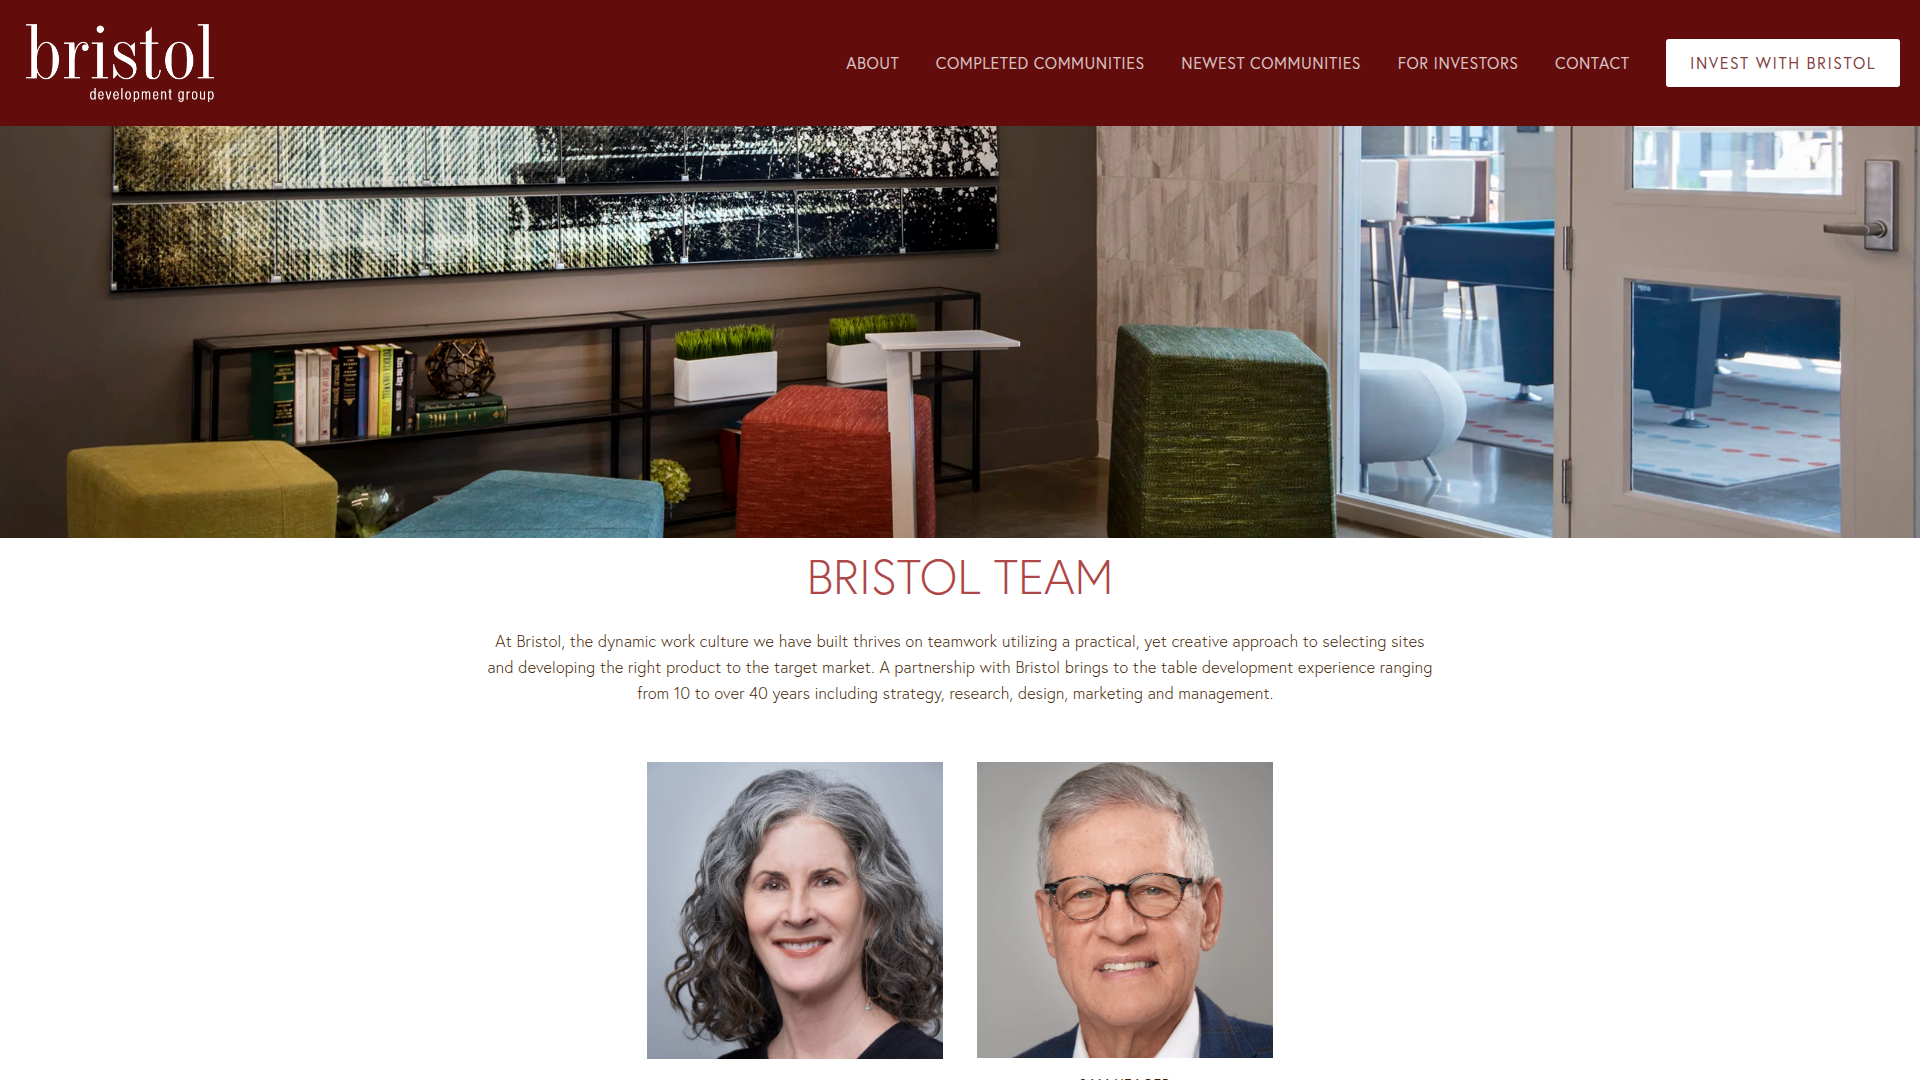 bristol
development group
ABOUT
COMPLETED COMMUNITIES
NEWEST COMMUNITIES
FOR INVESTORS
CONTACT
INVEST WITH BRISTOL
BRISTOL TEAM
At Bristol, the dynamic work culture we have built thrives on teamwork utilizing a practical, yet creative approach to selecting sites
and developing the right product to the target market. A partnership with Bristol brings to the table development experience ranging
from 10 to over 40 years including strategy, research, design, marketing and management.